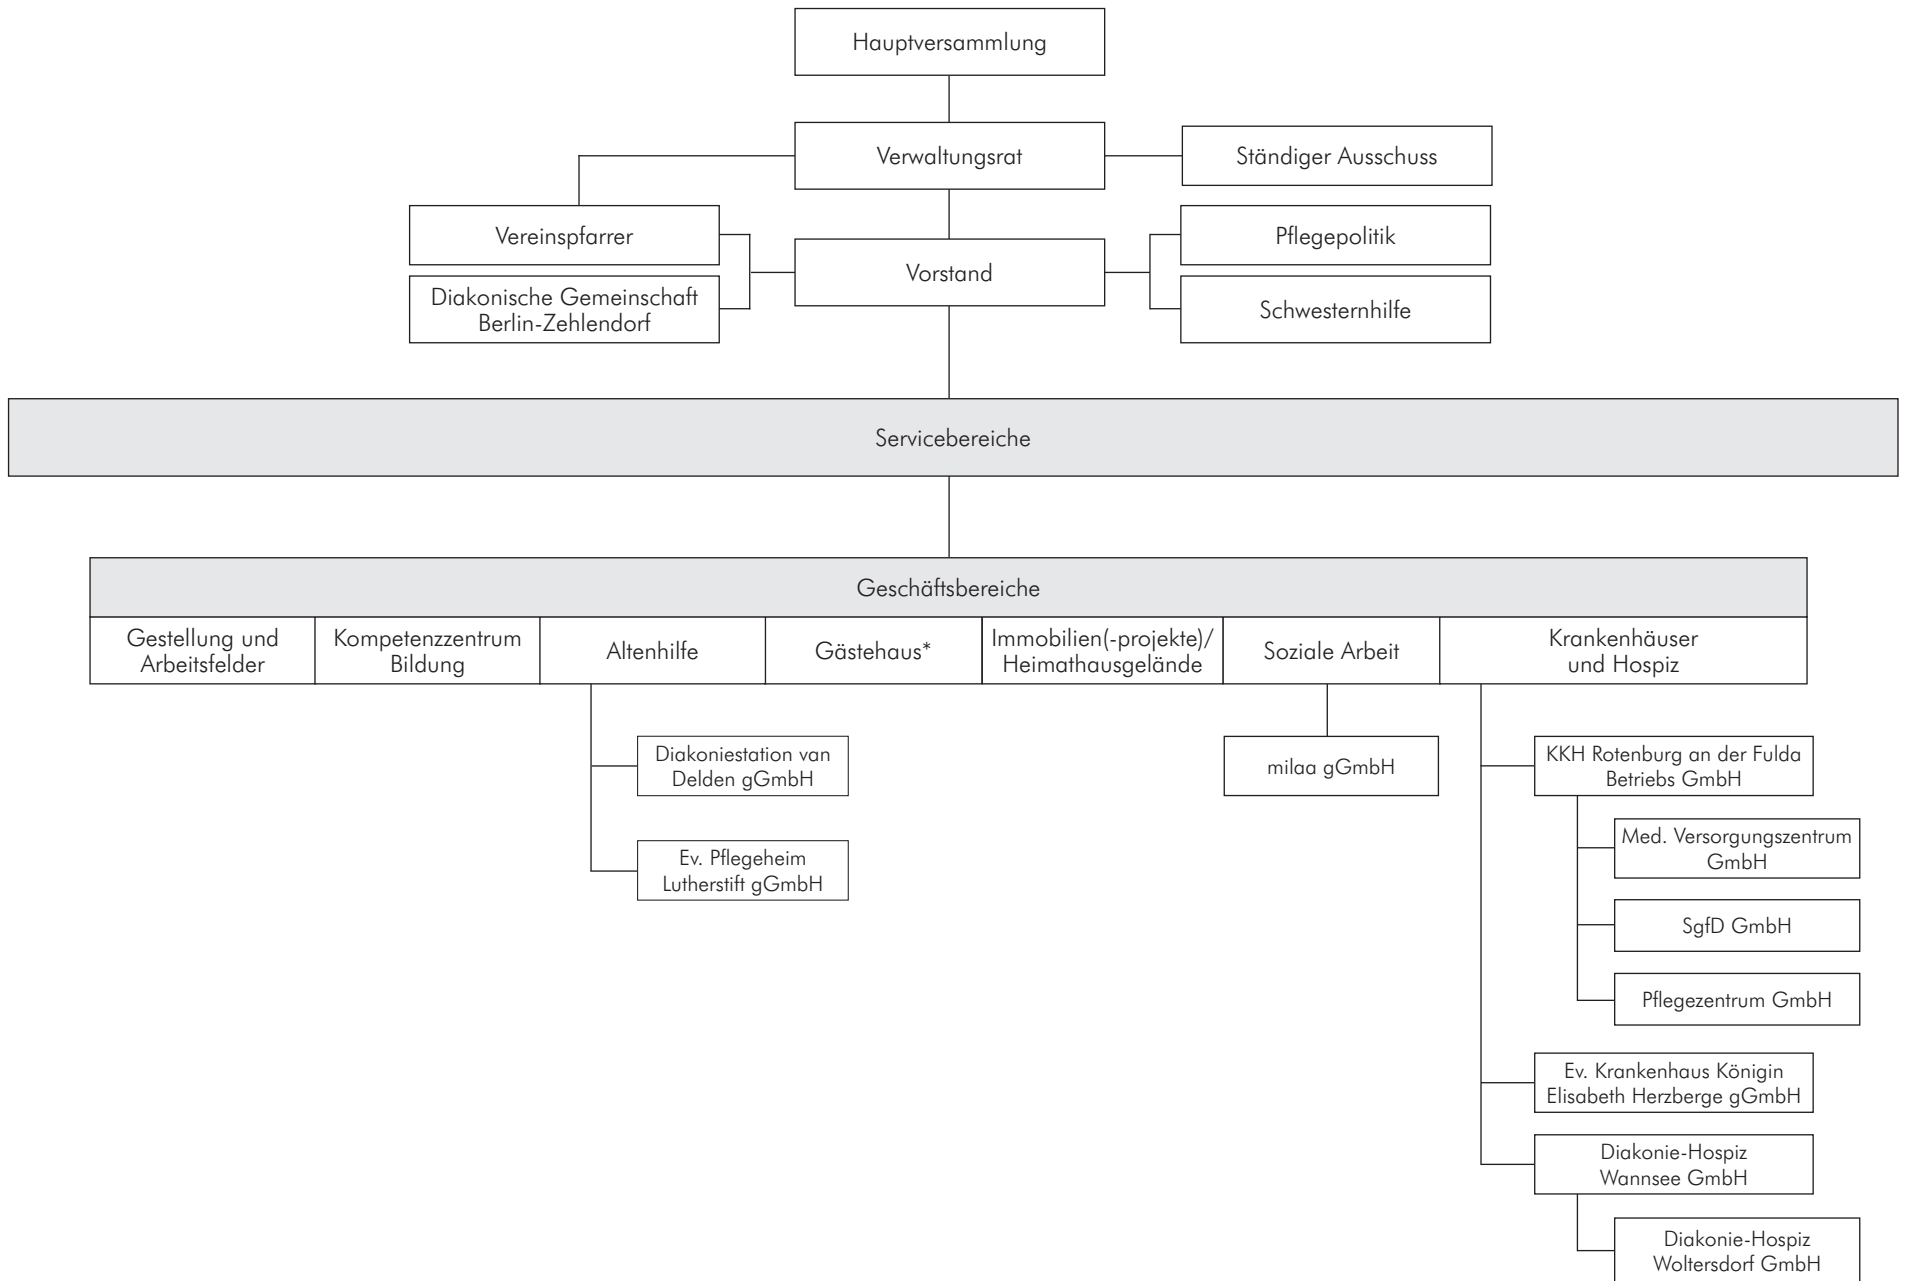 Hauptversammlung
Verwaltungsrat
Ständiger Ausschuss
Vereinspfarrer
Pflegepolitik
Vorstand
Diakonische Gemeinschaft
Berlin-Zehlendorf
Schwesternhilfe
Servicebereiche
Geschäftsbereiche
Gestellung und
Arbeitsfelder
Kompetenzzentrum
Bildung
Altenhilfe
Gästehaus*
Immobilien(-projekte)/
Heimathausgelände
Soziale Arbeit
Krankenhäuser
und Hospiz
Diakoniestation van
Delden gGmbH
Ev. Pflegeheim
Lutherstift gGmbH
milaa gGmbH
KKH Rotenburg an der Fulda
Betriebs GmbH
Med. Versorgungszentrum
GmbH
SgfD GmbH
Pflegezentrum GmbH
Ev. Krankenhaus Königin
Elisabeth Herzberge gGmbH
Diakonie-Hospiz
Wannsee GmbH
Diakonie-Hospiz
Woltersdorf GmbH